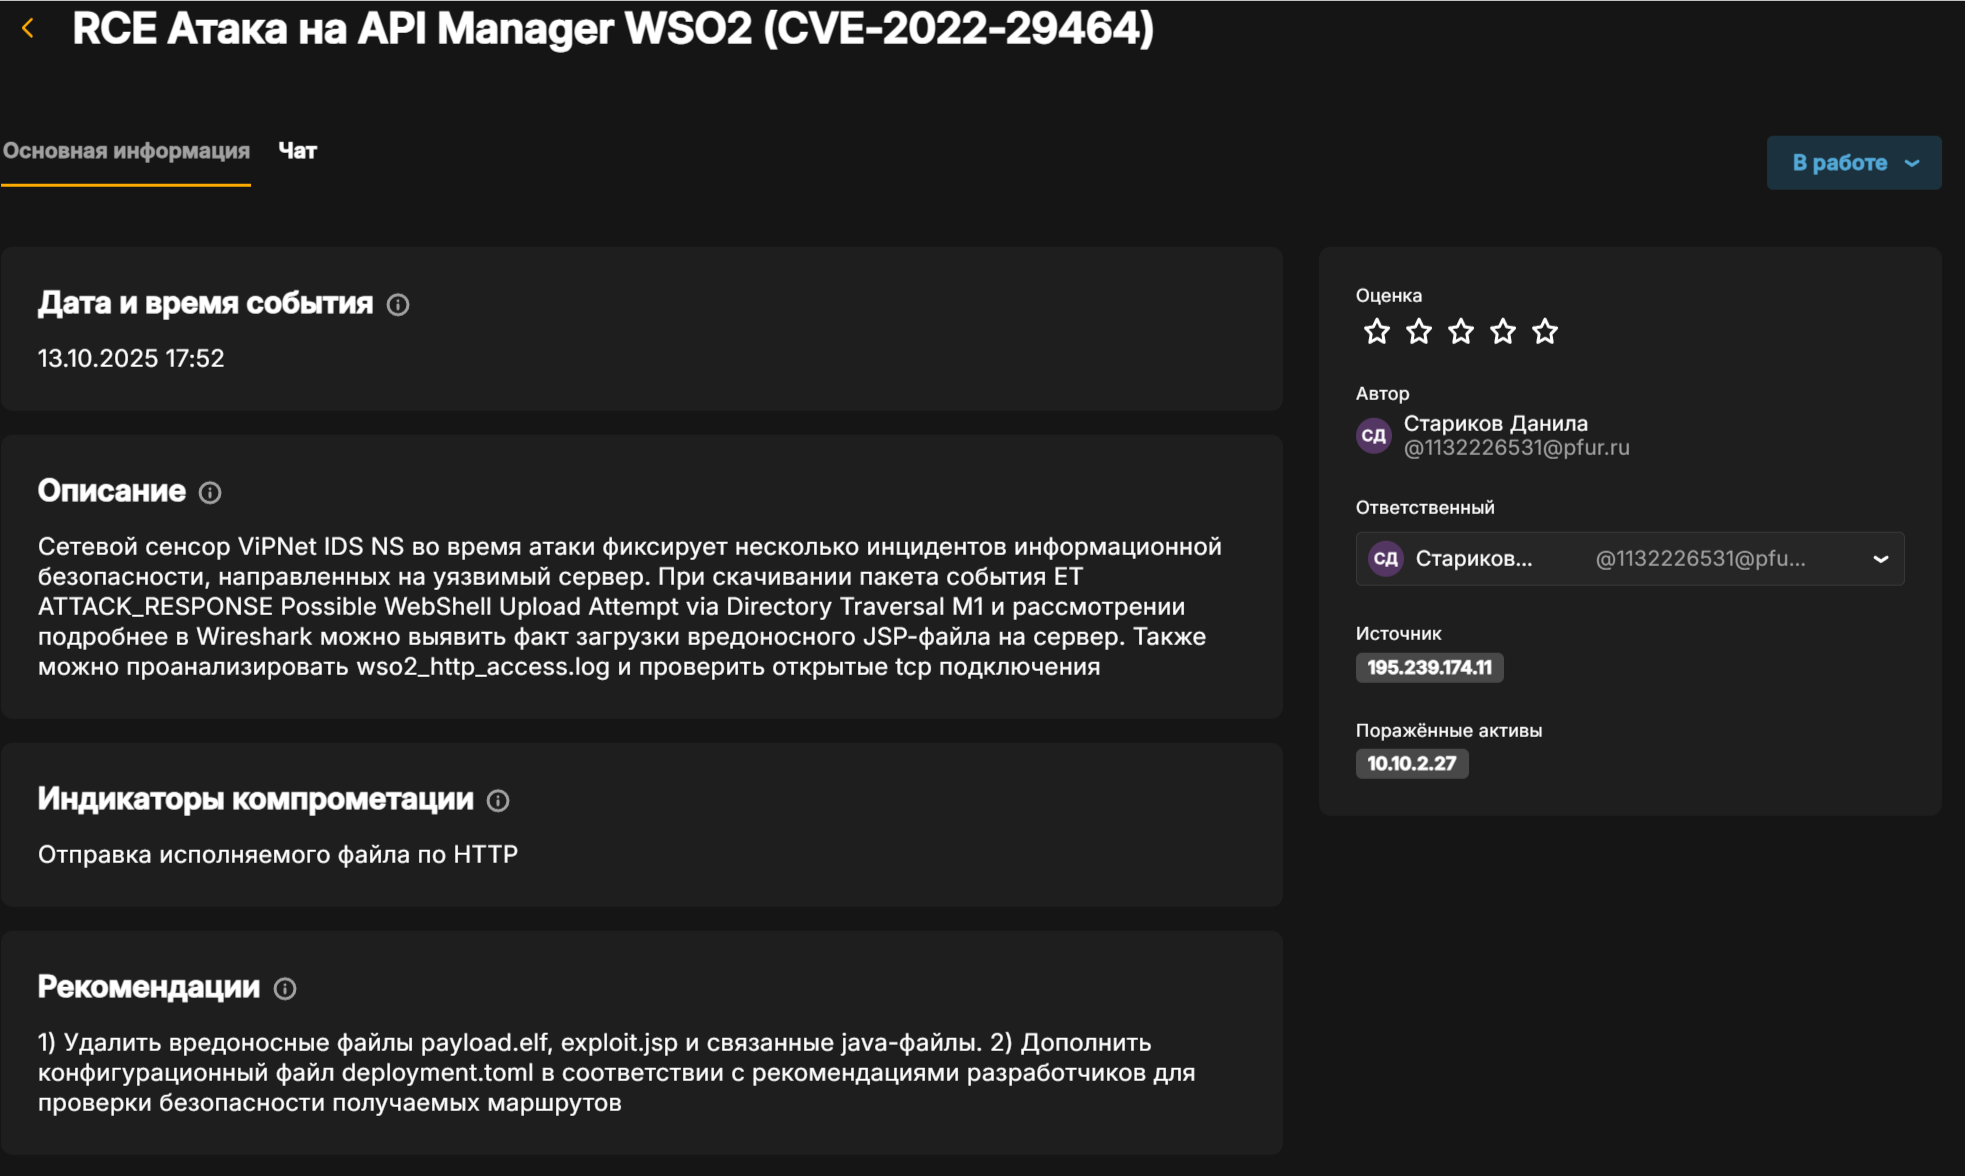 RCE Атака на API Manager WSO2 (CVE-2022-29464)
Основная информация
Чат
В работе
Дата и время события
13.10.2025 17:52
Описание
Сетевой сенсор ViPNet IDS NS во время атаки фиксирует несколько инцидентов информационной
безопасности, направленных на уязвимый сервер. При скачивании пакета события ET
ATTACK_RESPONSE Possible WebShell Upload Attempt via Directory Traversal M1 и рассмотрении
подробнее в Wireshark можно выявить факт загрузки вредоносного JSP-файла на сервер. Также
можно проанализировать wso2_http_access.log и проверить открытые tcp подключения
Индикаторы компрометации
Отправка исполняемого файла по HTTP
Рекомендации
1) Удалить вредоносные файлы payload.elf, exploit.jsp и связанные java-файлы. 2) Дополнить
конфигурационный файл deployment.toml в соответствии с рекомендациями разработчиков для
проверки безопасности получаемых маршрутов
Оценка
Автор
СД
Стариков Данила
@1132226531@pfur.ru
Ответственный
СД Стариков... @1132226531@pfu...
Источник
195.239.174.11
Поражённые активы
10.10.2.27